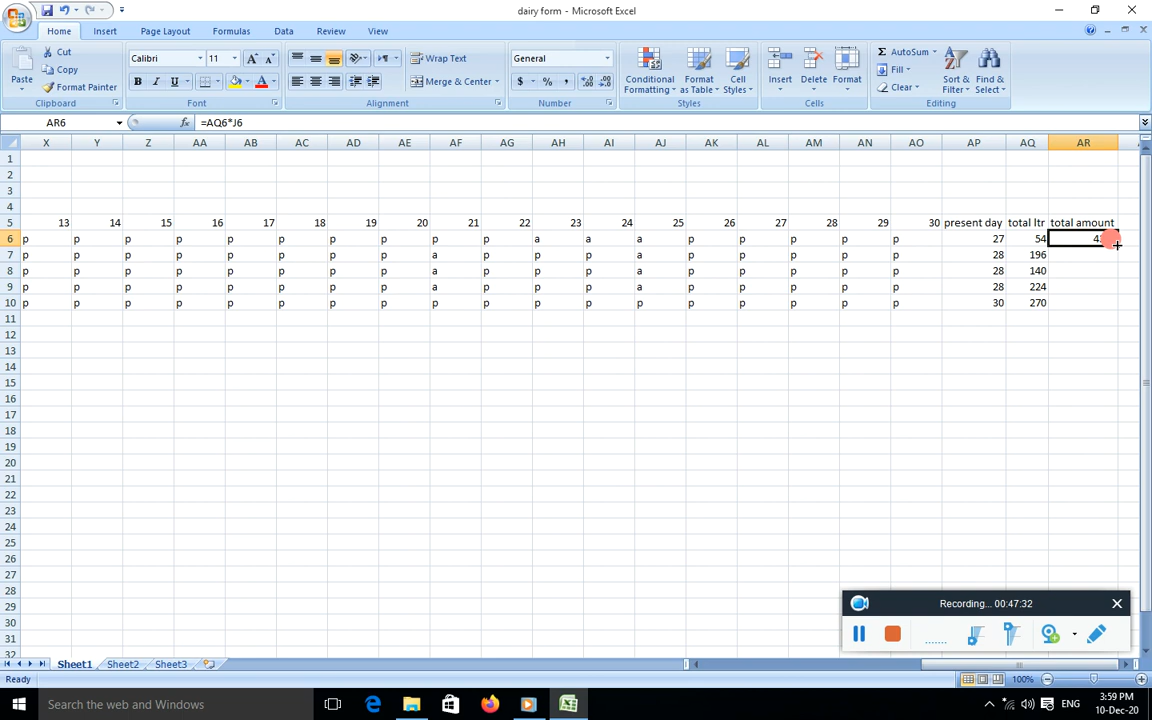 dairy form - Microsoft Excel
Home Insert Page Layout Formulas Data Review View
Paste Cut Copy Format Painter Clipboard
Calibri 11 B I U Font
Wrap Text Merge & Center Alignment
General $ % , Number
Conditional Formatting Format as Table Cell Styles Styles
Insert Delete Format Cells
AutoSum Fill Clear Sort & Filter Find & Select Editing
AR6 fx =AQ6*J6
X Y Z AA AB AC AD AE AF AG AH AI AJ AK AL AM AN AO AP AQ AR
1
2
3
4
5 13 14 15 16 17 18 19 20 21 22 23 24 25 26 27 28 29 30 present day total ltr total amount
6 p p p p p p p p p p a a a p p p p p 27 54
7 p p p p p p p p a p p p a p p p p p 28 196
8 p p p p p p p p a p p p a p p p p p 28 140
9 p p p p p p p p a p p p a p p p p p 28 224
10 p p p p p p p p p p p p p p p p p p 30 270
11
12
13
14
15
16
17
18
19
20
21
22
23
24
25
26
27
28
29
30
31
32
Recording... 00:47:32
Sheet1 Sheet2 Sheet3
Ready 100%
Search the web and Windows
ENG
3:59 PM
10-Dec-20